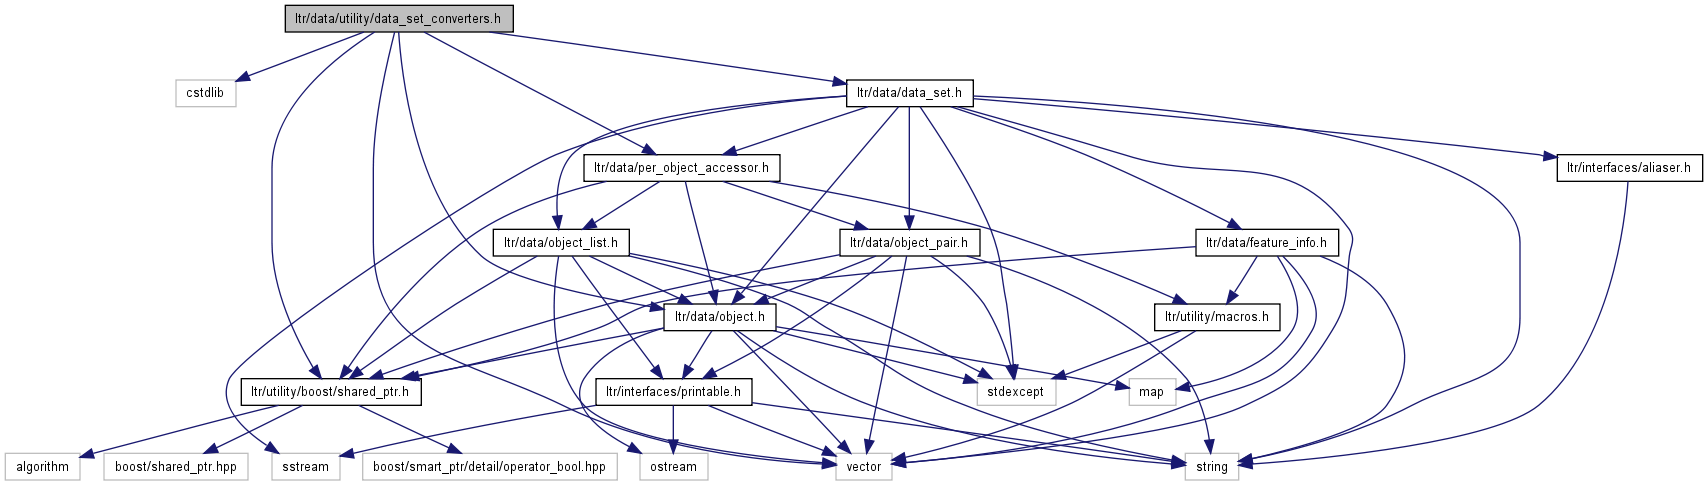 ltr/data/utility/data_set_converters.h
cstdlib
ltr/data/data_set.h
ltr/data/per_object_accessor.h
ltr/interfaces/aliaser.h
ltr/data/object_list.h
ltr/data/object_pair.h
ltr/data/feature_info.h
ltr/data/object.h
ltr/utility/macros.h
ltr/utility/boost/shared_ptr.h
ltr/interfaces/printable.h
stdexcept
map
algorithm
boost/shared_ptr.hpp
sstream
boost/smart_ptr/detail/operator_bool.hpp
ostream
vector
string